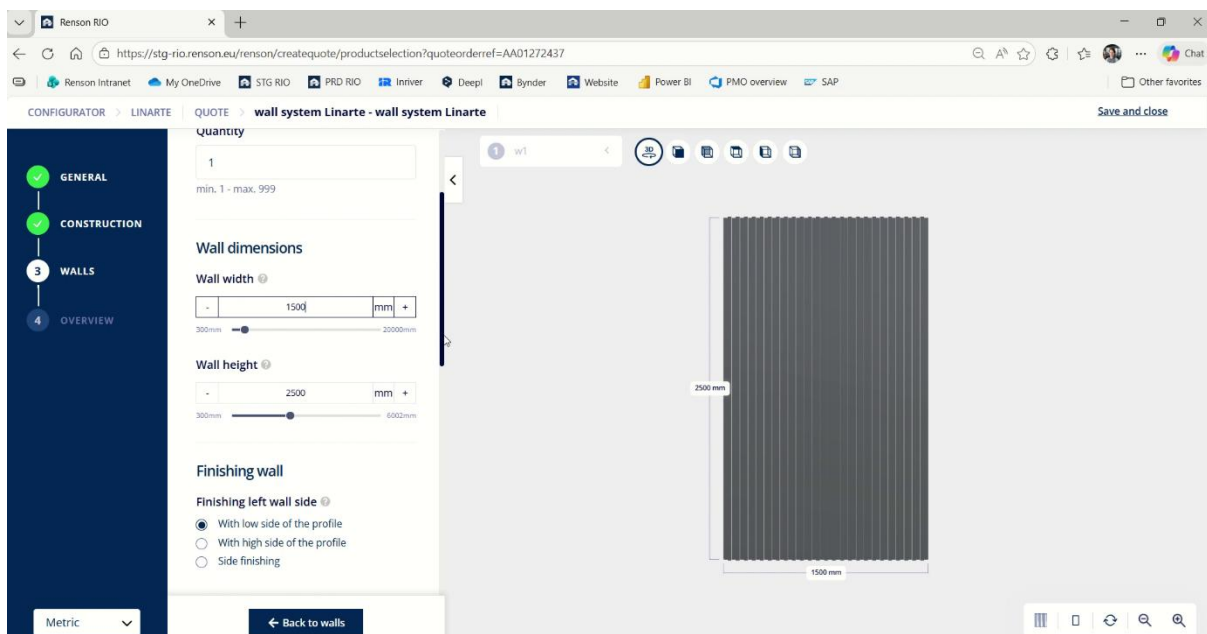 Renson RIO
https://stg-rio.renson.eu/renson/createquote/productselection?quoteorderref=AA01272437
Chat
Renson Intranet My OneDrive STG RIO PRD RIO Inriver Deepl Bynder Website Power BI PMO overview SAP Other favorites
CONFIGURATOR > LINARTE QUOTE > wall system Linarte - wall system Linarte Save and close
Quantity
1 w1 < 3D
1
GENERAL
min. 1 - max. 999
CONSTRUCTION
Wall dimensions
3 WALLS
Wall width
- 1500 mm +
4 OVERVIEW
300mm 20000mm
Wall height
2500 mm
- 2500 mm +
300mm 6002mm
Finishing wall
Finishing left wall side
With low side of the profile
With high side of the profile
Side finishing
1500 mm
Metric
← Back to walls